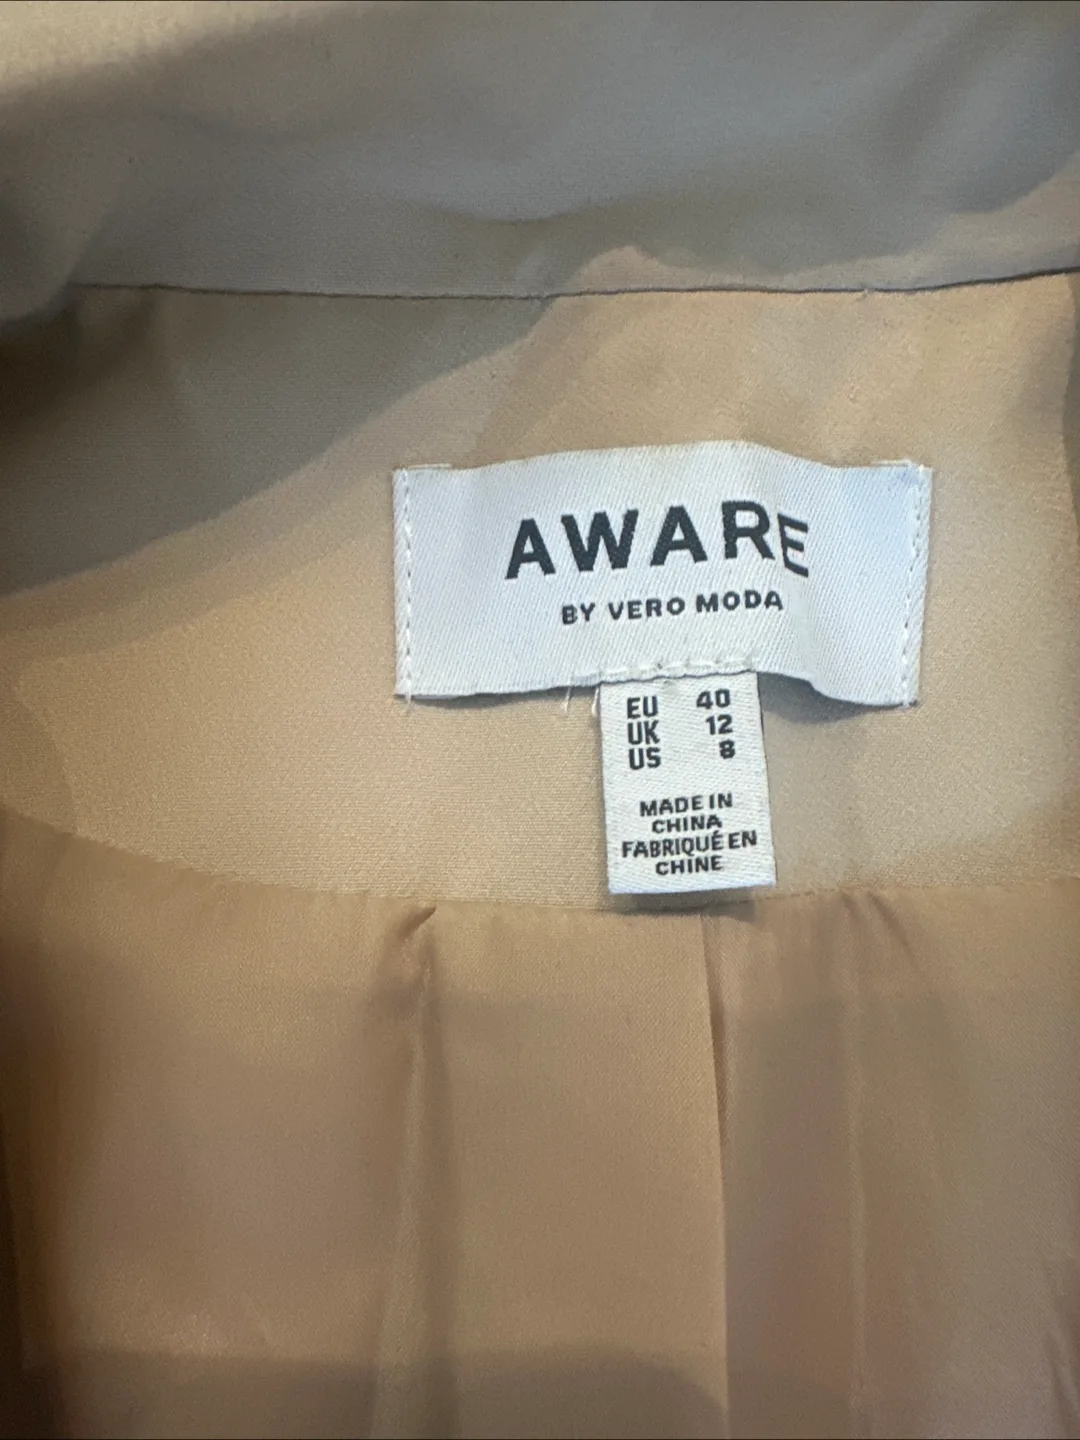 AWARE
BY VERO MODA
EU 40
UK 12
US 8
MADE IN
CHINA
FABRIQUÉ EN
CHINE